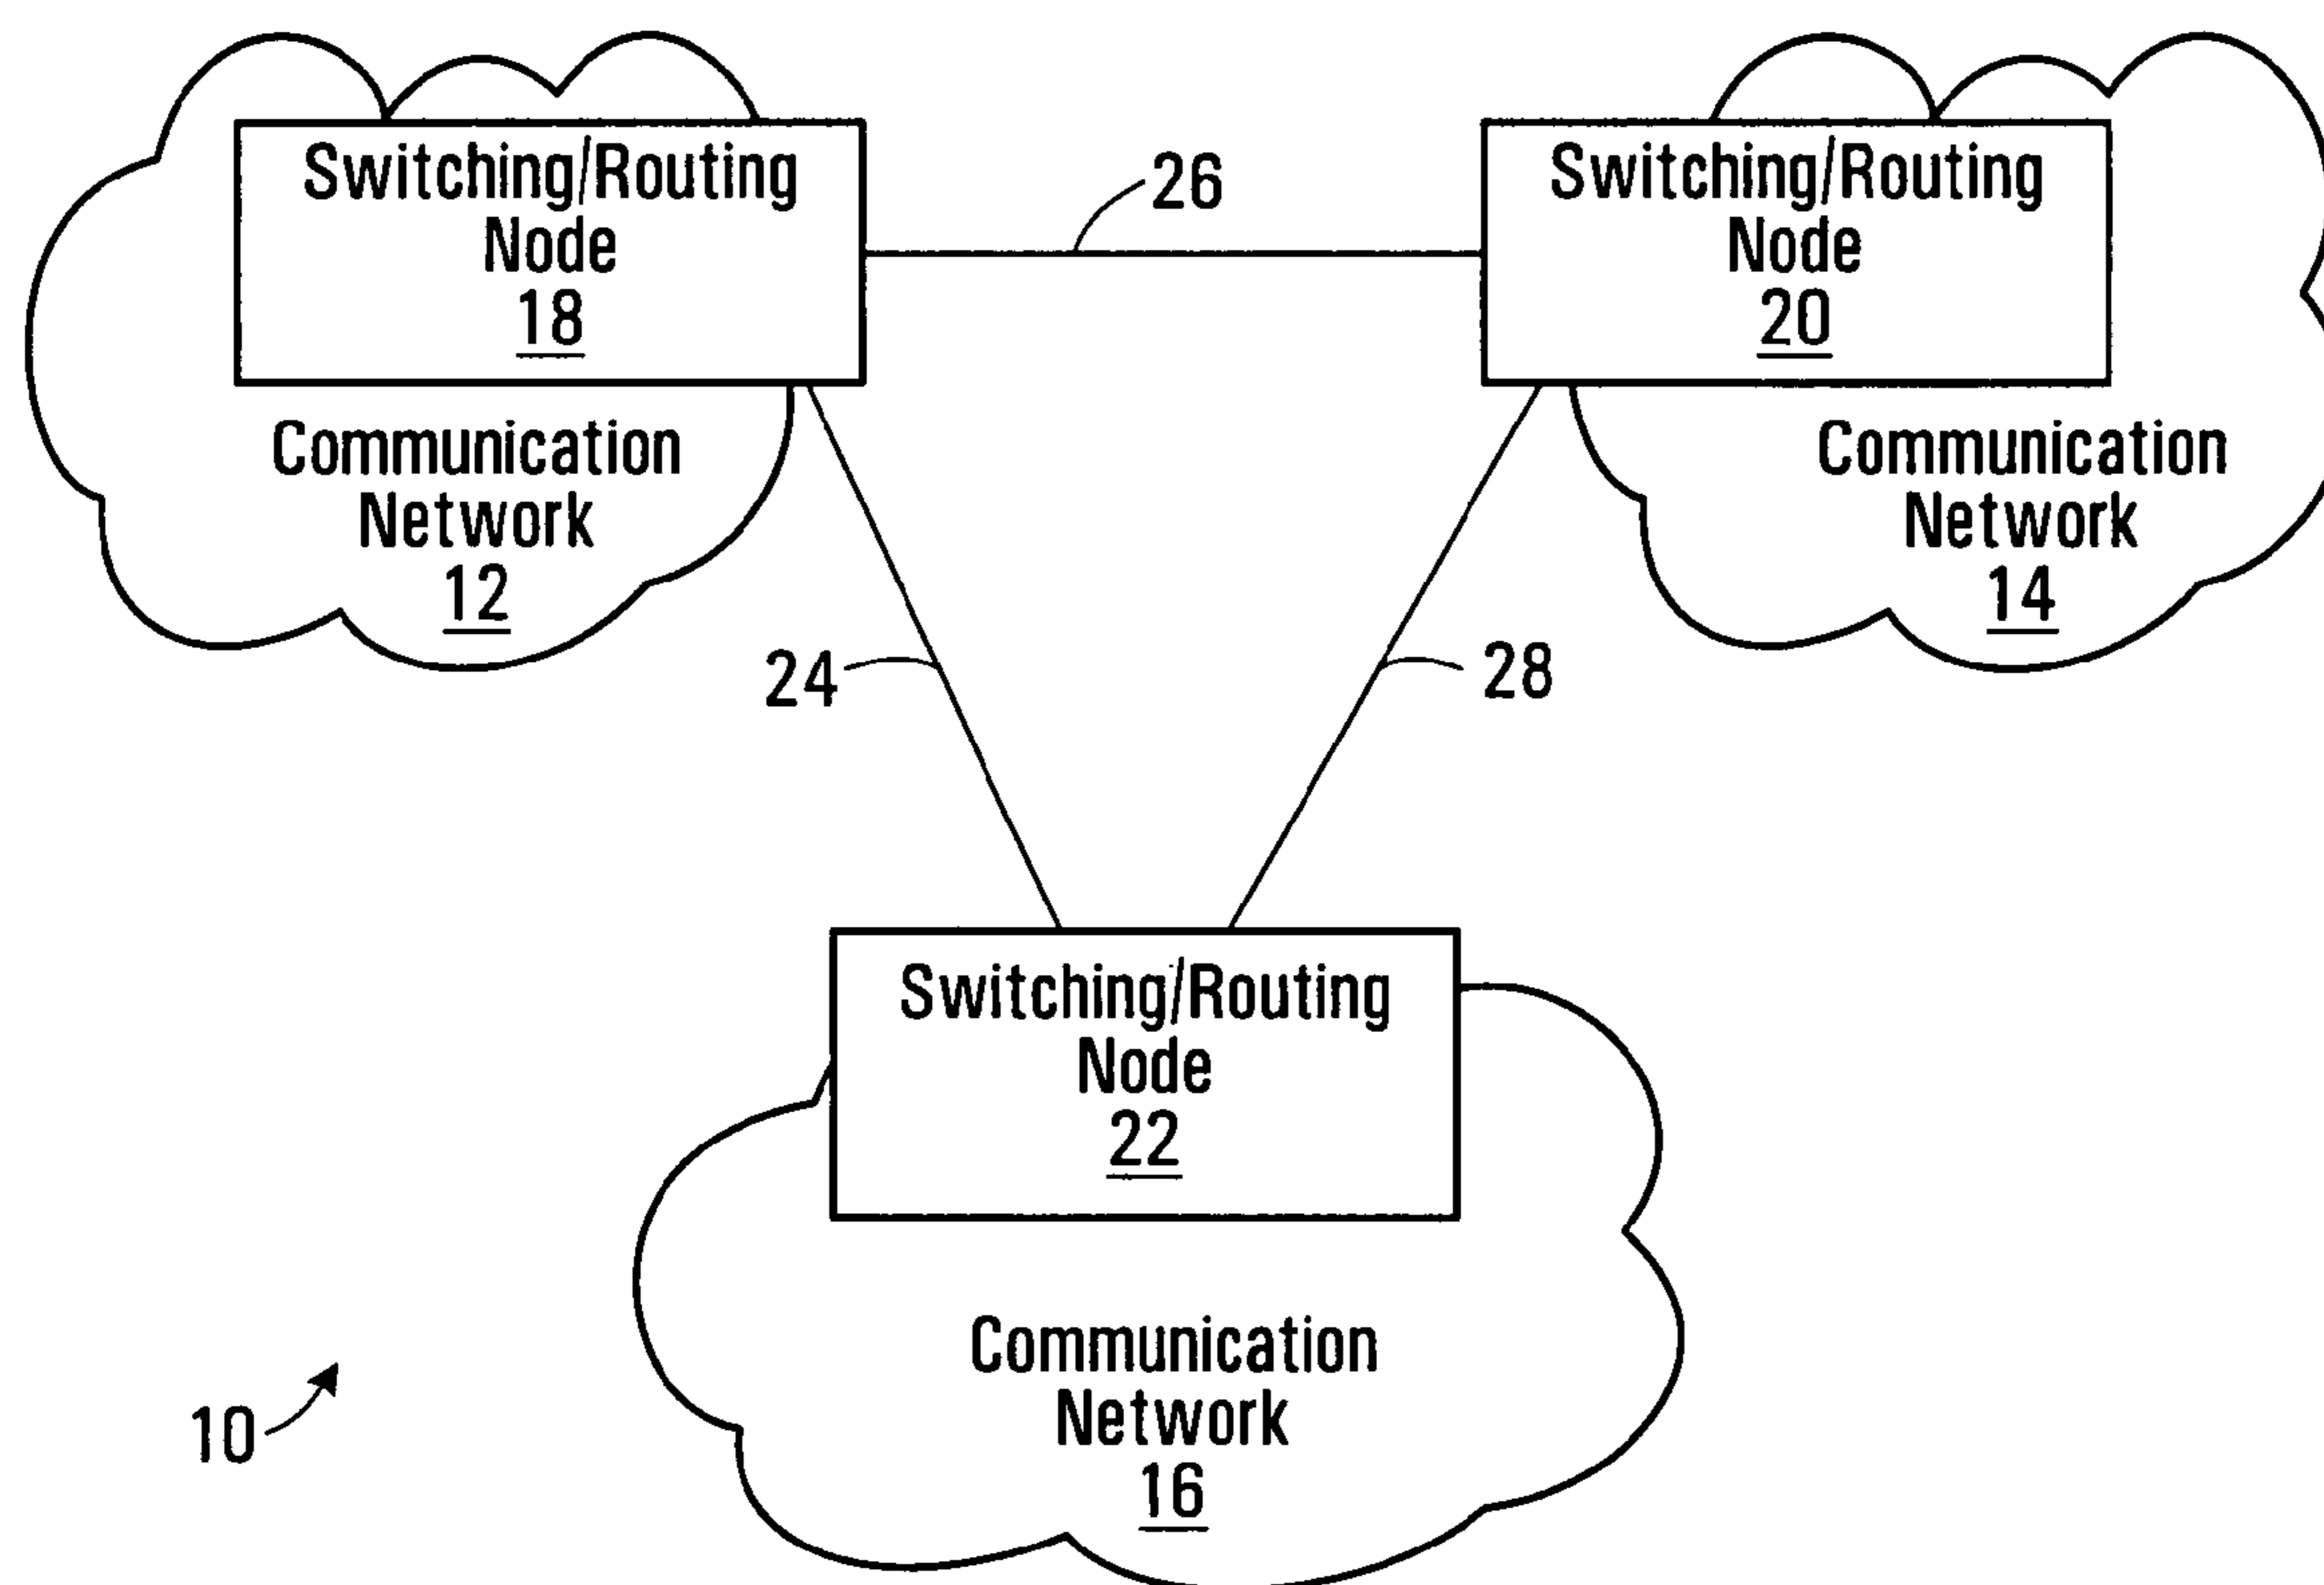 Switching/Routing
Node
18
26
Switching/Routing
Node
20
Communication
Network
12
Communication
Network
14
24
28
Switching/Routing
Node
22
Communication
Network
16
10